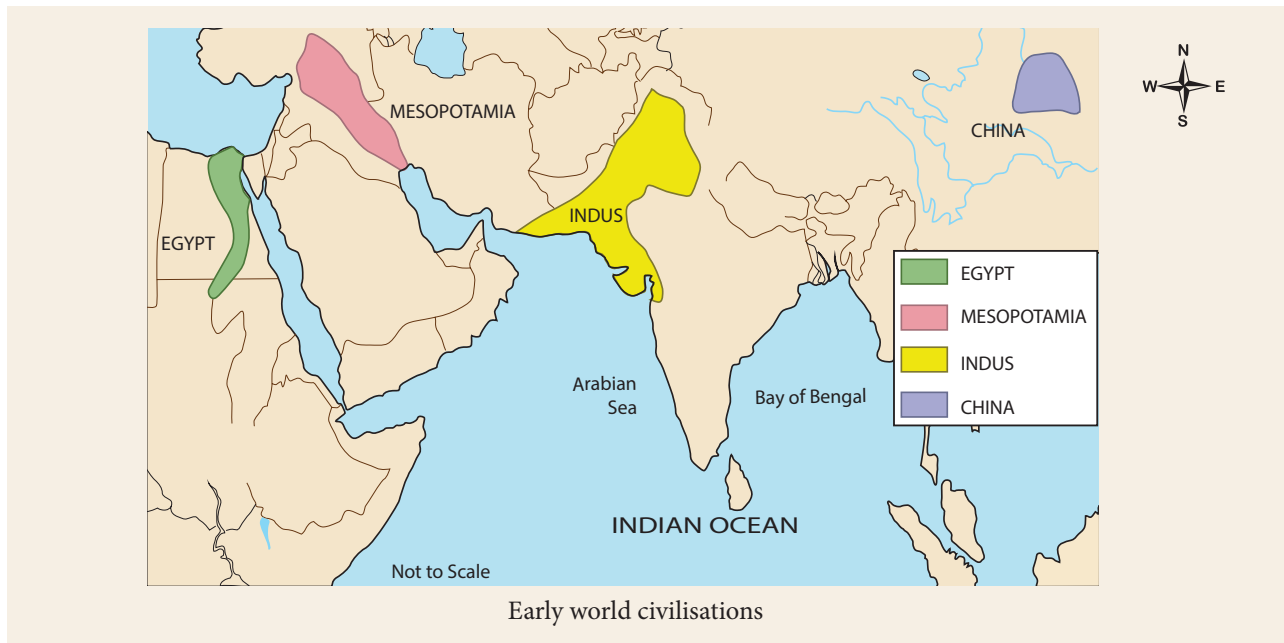 N
W E
S
MESOPOTAMIA
CHINA
INDUS
EGYPT
EGYPT
MESOPOTAMIA
INDUS
CHINA
Arabian
Sea
Bay of Bengal
INDIAN OCEAN
Not to Scale
Early world civilisations